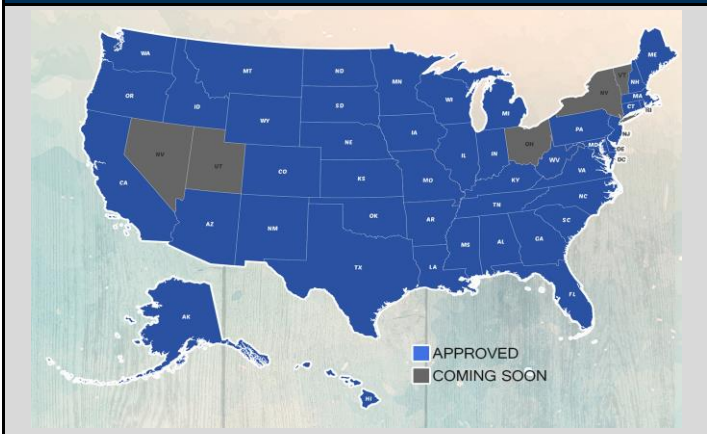 WA
MT
ND
MN
ME
VT
NH
OR
ID
SD
WI
MI
NY
MA
CT
RI
WY
IA
NE
PA
NJ
NV
UT
CO
IL
IN
OH
MD
DE
DC
CA
KS
MO
KY
WV
VA
AZ
NM
OK
AR
TN
NC
SC
TX
LA
MS
AL
GA
FL
AK
HI
APPROVED
COMING SOON